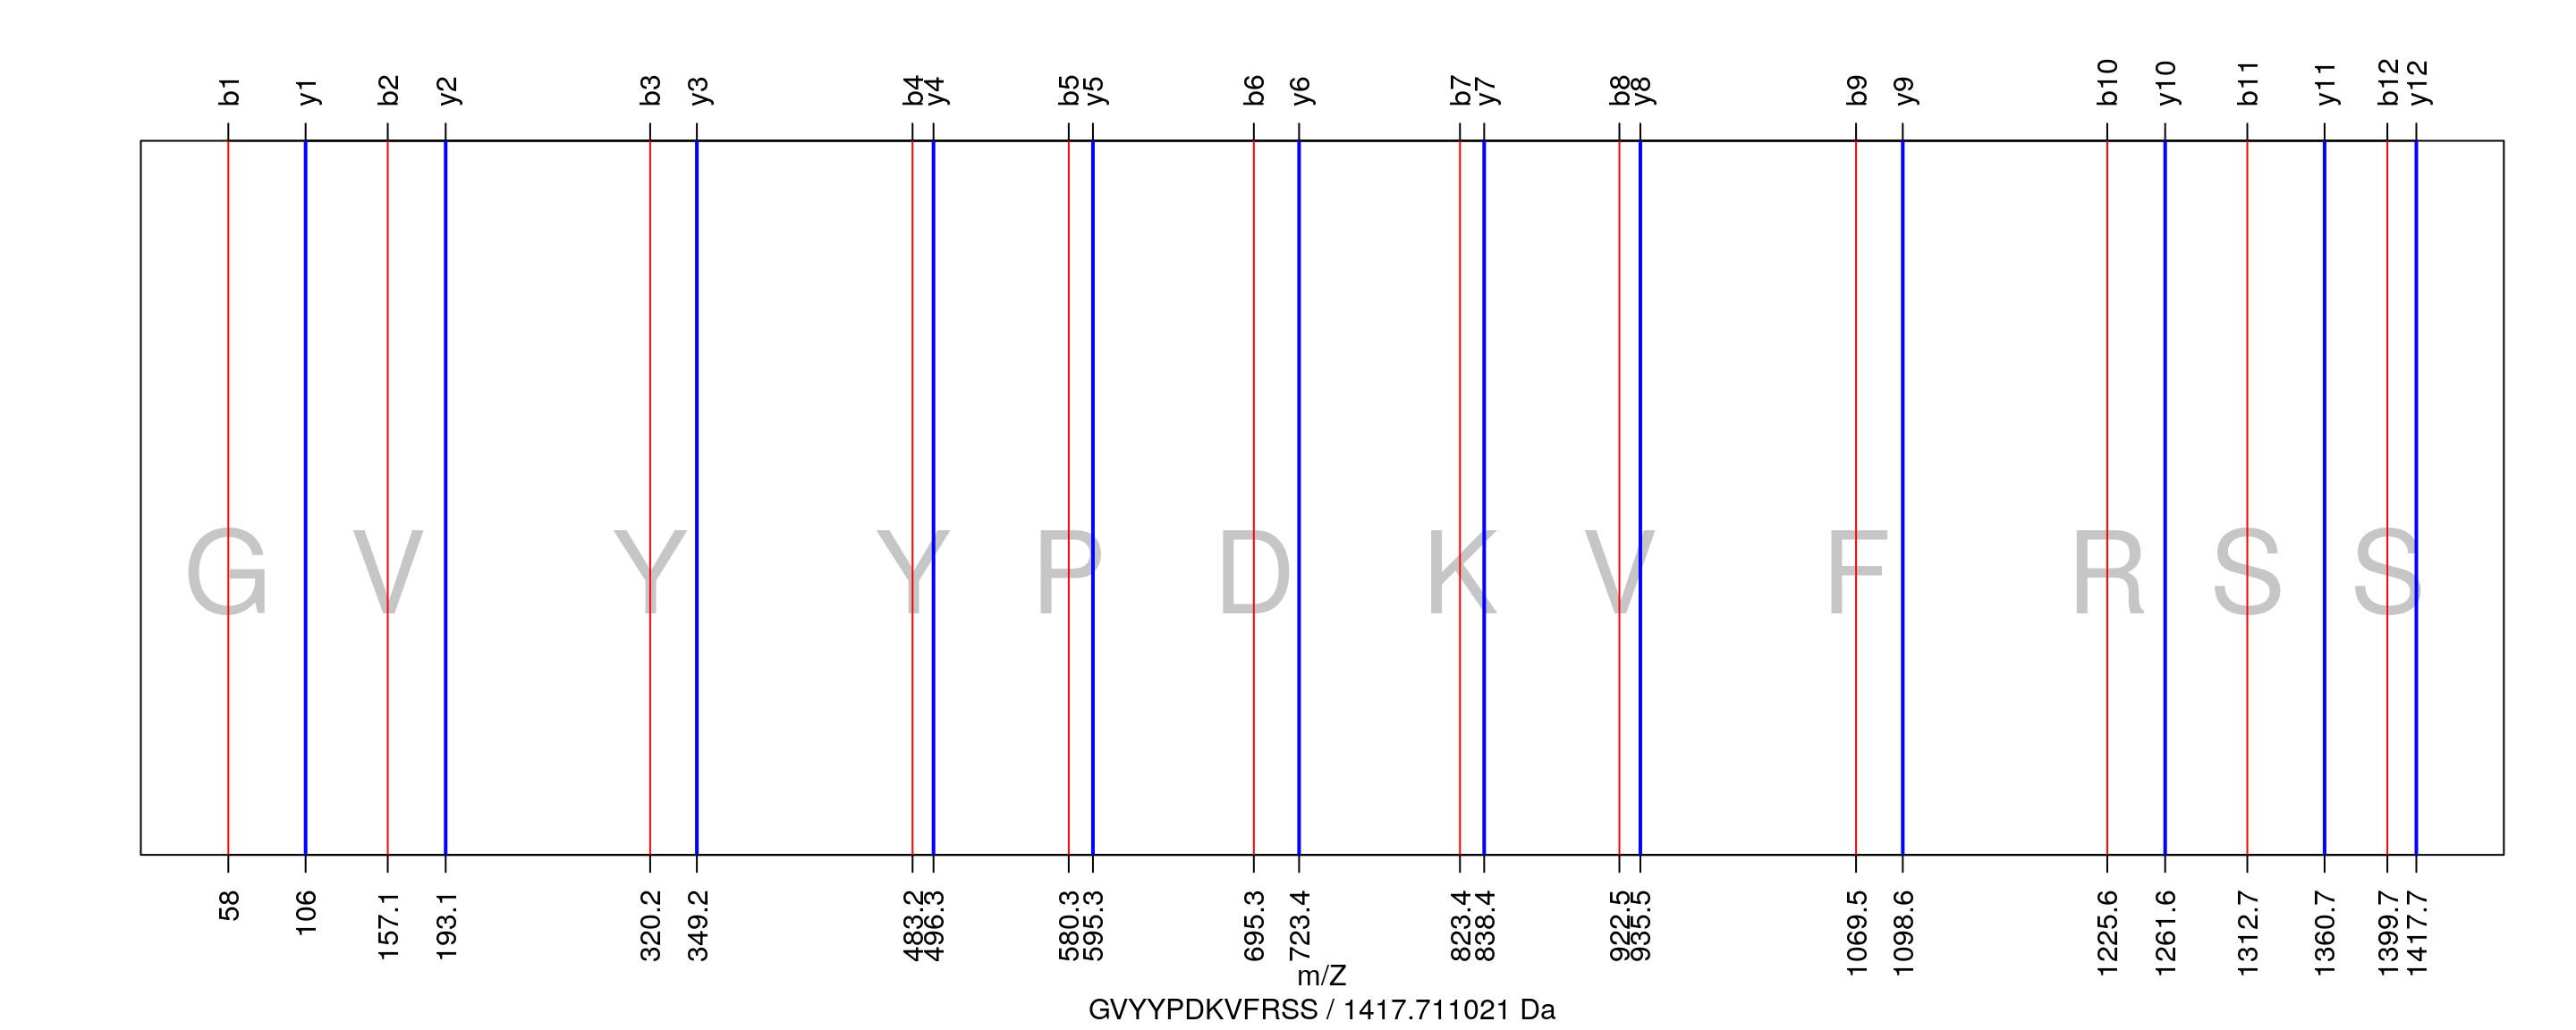 b1 y1 b2 y2 b3 y3 b4 y4 b5 y5 b6 y6 b7 y7 b8 y8 b9 y9 b10 y10 b11 y11 b12 y12
G V Y Y P D K V F R S S
58 106 157.1 193.1 320.2 349.2 483.2 496.3 580.3 595.3 695.3 723.4 823.4 838.4 922.5 935.5 1069.5 1098.6 1225.6 1261.6 1312.7 1360.7 1399.7 1417.7
m/Z
GVYYPDKVFRSS / 1417.711021 Da